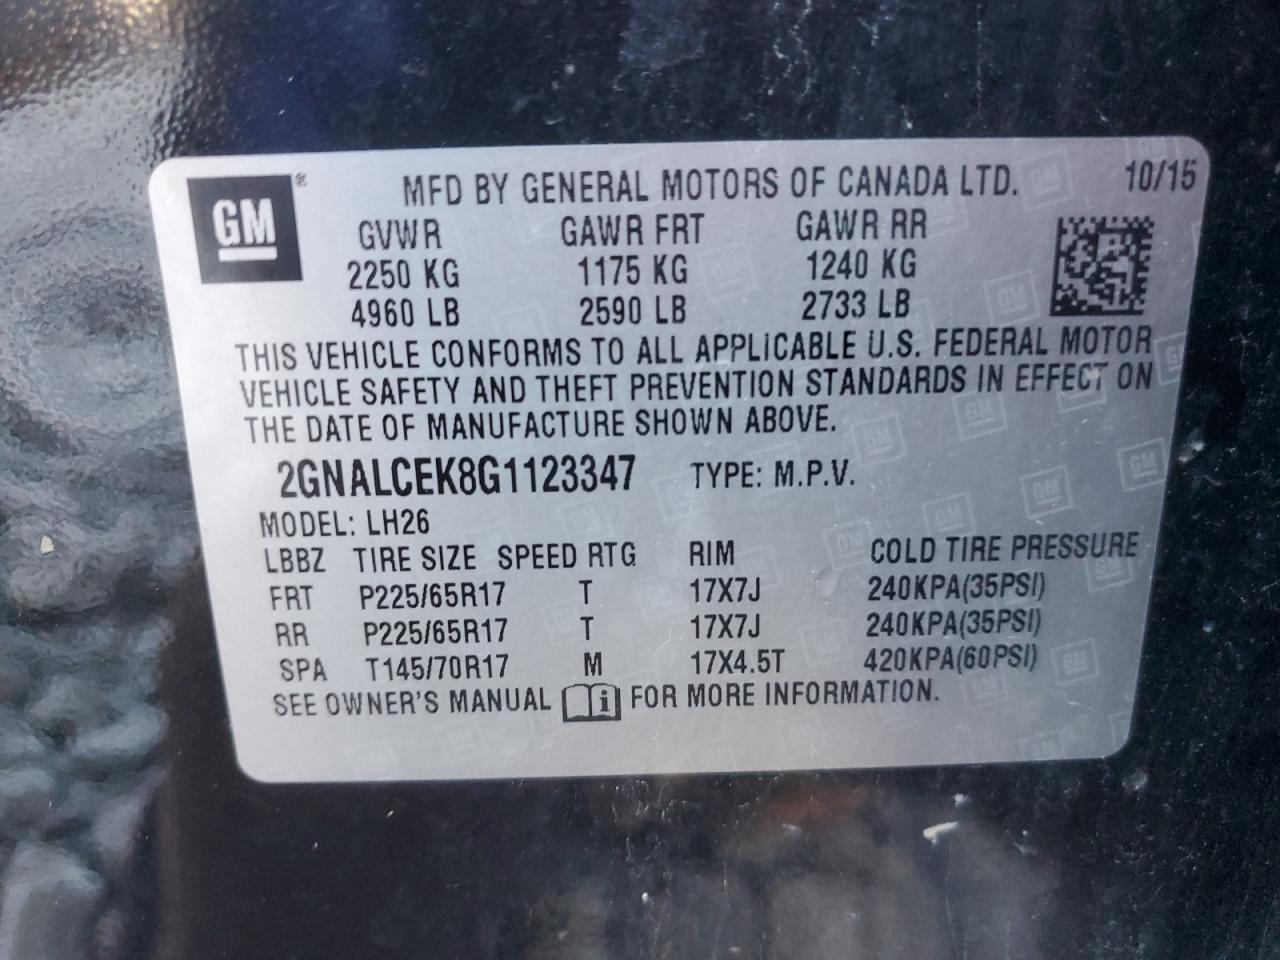 GM ® MFD BY GENERAL MOTORS OF CANADA LTD. 10/15
GVWR GAWR FRT GAWR RR
2250 KG 1175 KG 1240 KG
4960 LB 2590 LB 2733 LB
THIS VEHICLE CONFORMS TO ALL APPLICABLE U.S. FEDERAL MOTOR
VEHICLE SAFETY AND THEFT PREVENTION STANDARDS IN EFFECT ON
THE DATE OF MANUFACTURE SHOWN ABOVE.
2GNALCEK8G1123347 TYPE: M.P.V.
MODEL: LH26
LBBZ TIRE SIZE SPEED RTG RIM COLD TIRE PRESSURE
FRT P225/65R17 T 17X7J 240KPA(35PSI)
RR P225/65R17 T 17X7J 240KPA(35PSI)
SPA T145/70R17 M 17X4.5T 420KPA(60PSI)
SEE OWNER'S MANUAL i FOR MORE INFORMATION.